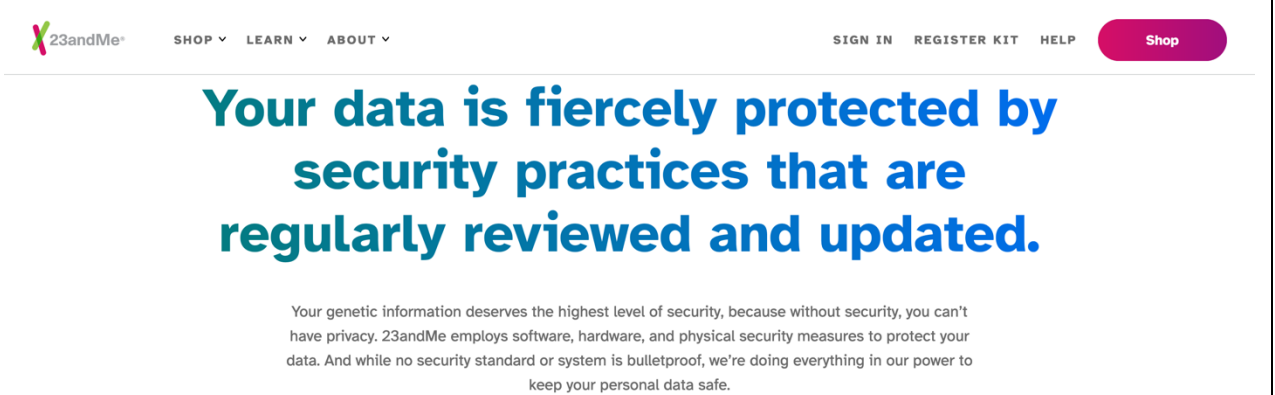 23andMe® SHOP LEARN ABOUT SIGN IN REGISTER KIT HELP Shop
Your data is fiercely protected by
security practices that are
regularly reviewed and updated.
Your genetic information deserves the highest level of security, because without security, you can’t
have privacy. 23andMe employs software, hardware, and physical security measures to protect your
data. And while no security standard or system is bulletproof, we’re doing everything in our power to
keep your personal data safe.